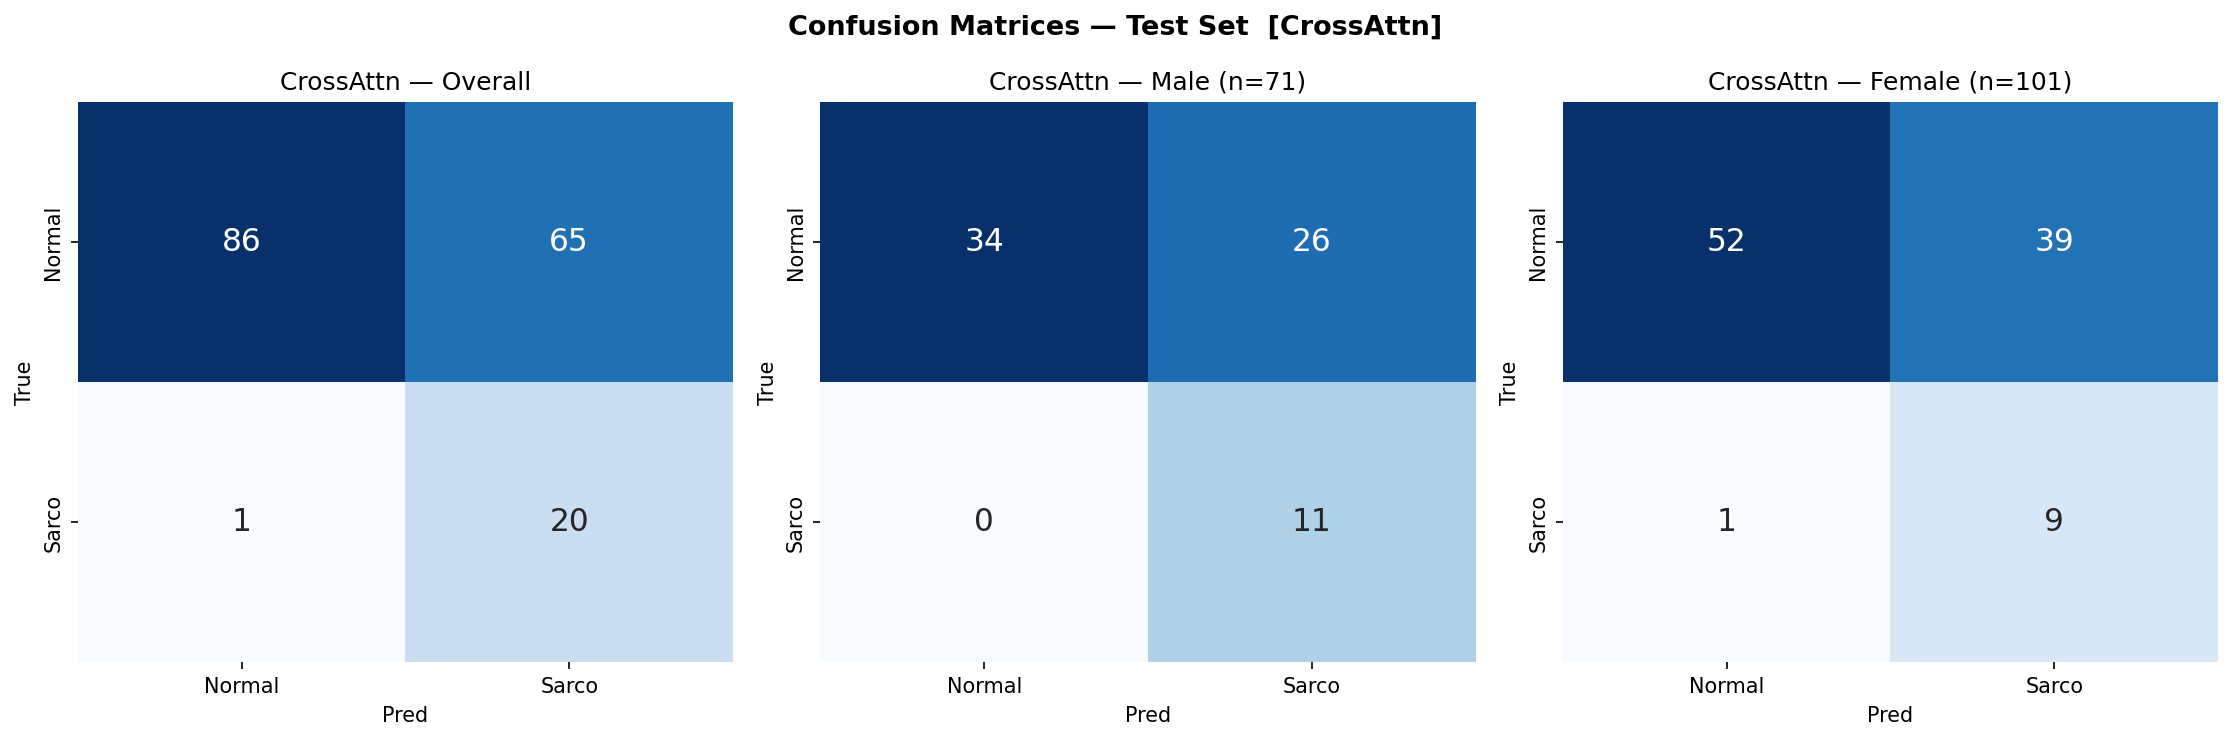 Confusion Matrices — Test Set [CrossAttn]
CrossAttn — Overall
True
Normal
Sarco
86
65
1
20
Normal
Sarco
Pred
CrossAttn — Male (n=71)
True
Normal
Sarco
34
26
0
11
Normal
Sarco
Pred
CrossAttn — Female (n=101)
True
Normal
Sarco
52
39
1
9
Normal
Sarco
Pred